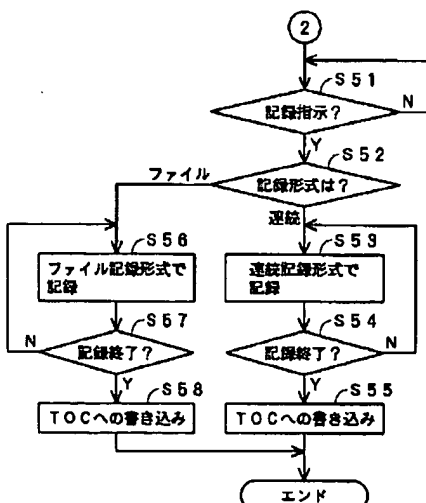 2
S51
記録指示?
N
Y
S52
ファイル
記録形式は?
連続
S56
S53
ファイル記録形式で
記録
連続記録形式で
記録
S57
S54
N
記録終了?
記録終了?
N
Y
Y
S58
S55
TOCへの書き込み
TOCへの書き込み
エンド